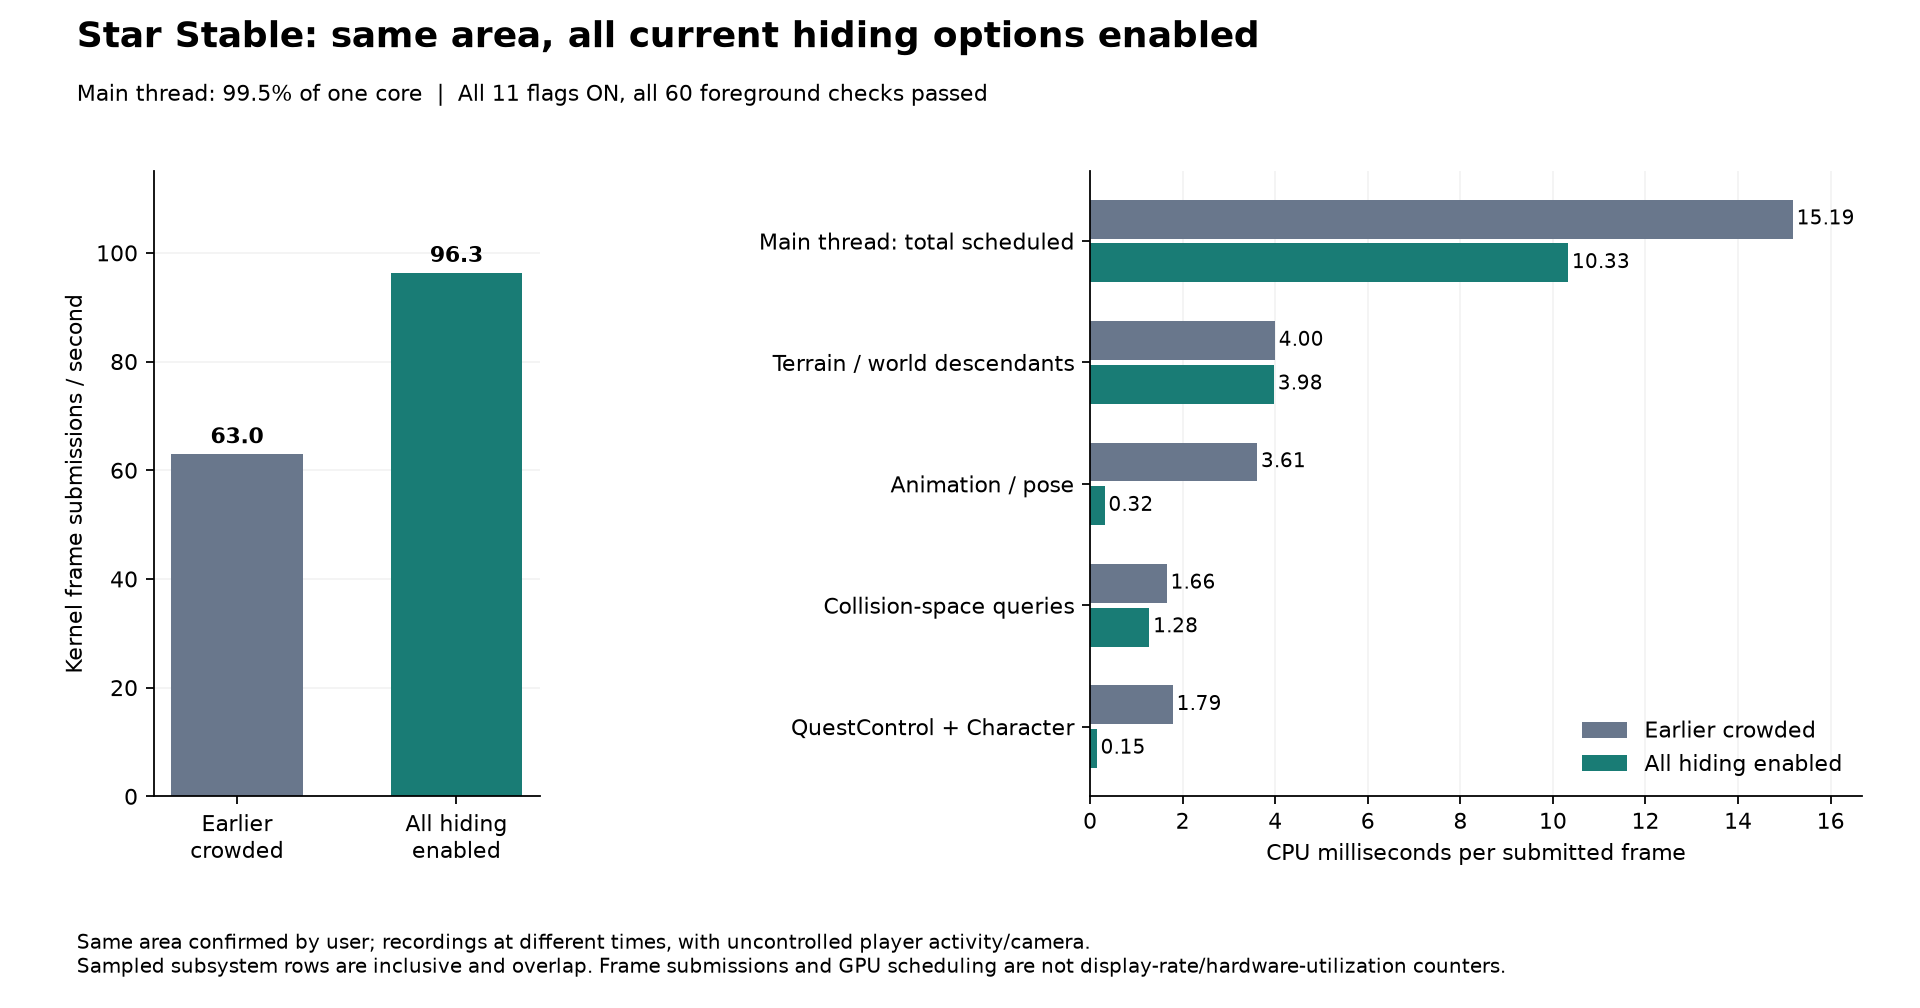 Star Stable: same area, all current hiding options enabled
Main thread: 99.5% of one core | All 11 flags ON, all 60 foreground checks passed
Kernel frame submissions / second
100
80
60
40
20
0
63.0
96.3
Earlier
crowded
All hiding
enabled
Main thread: total scheduled
15.19
10.33
Terrain / world descendants
4.00
3.98
Animation / pose
3.61
0.32
Collision-space queries
1.66
1.28
QuestControl + Character
1.79
0.15
Earlier crowded
All hiding enabled
0 2 4 6 8 10 12 14 16
CPU milliseconds per submitted frame
Same area confirmed by user; recordings at different times, with uncontrolled player activity/camera.
Sampled subsystem rows are inclusive and overlap. Frame submissions and GPU scheduling are not display-rate/hardware-utilization counters.